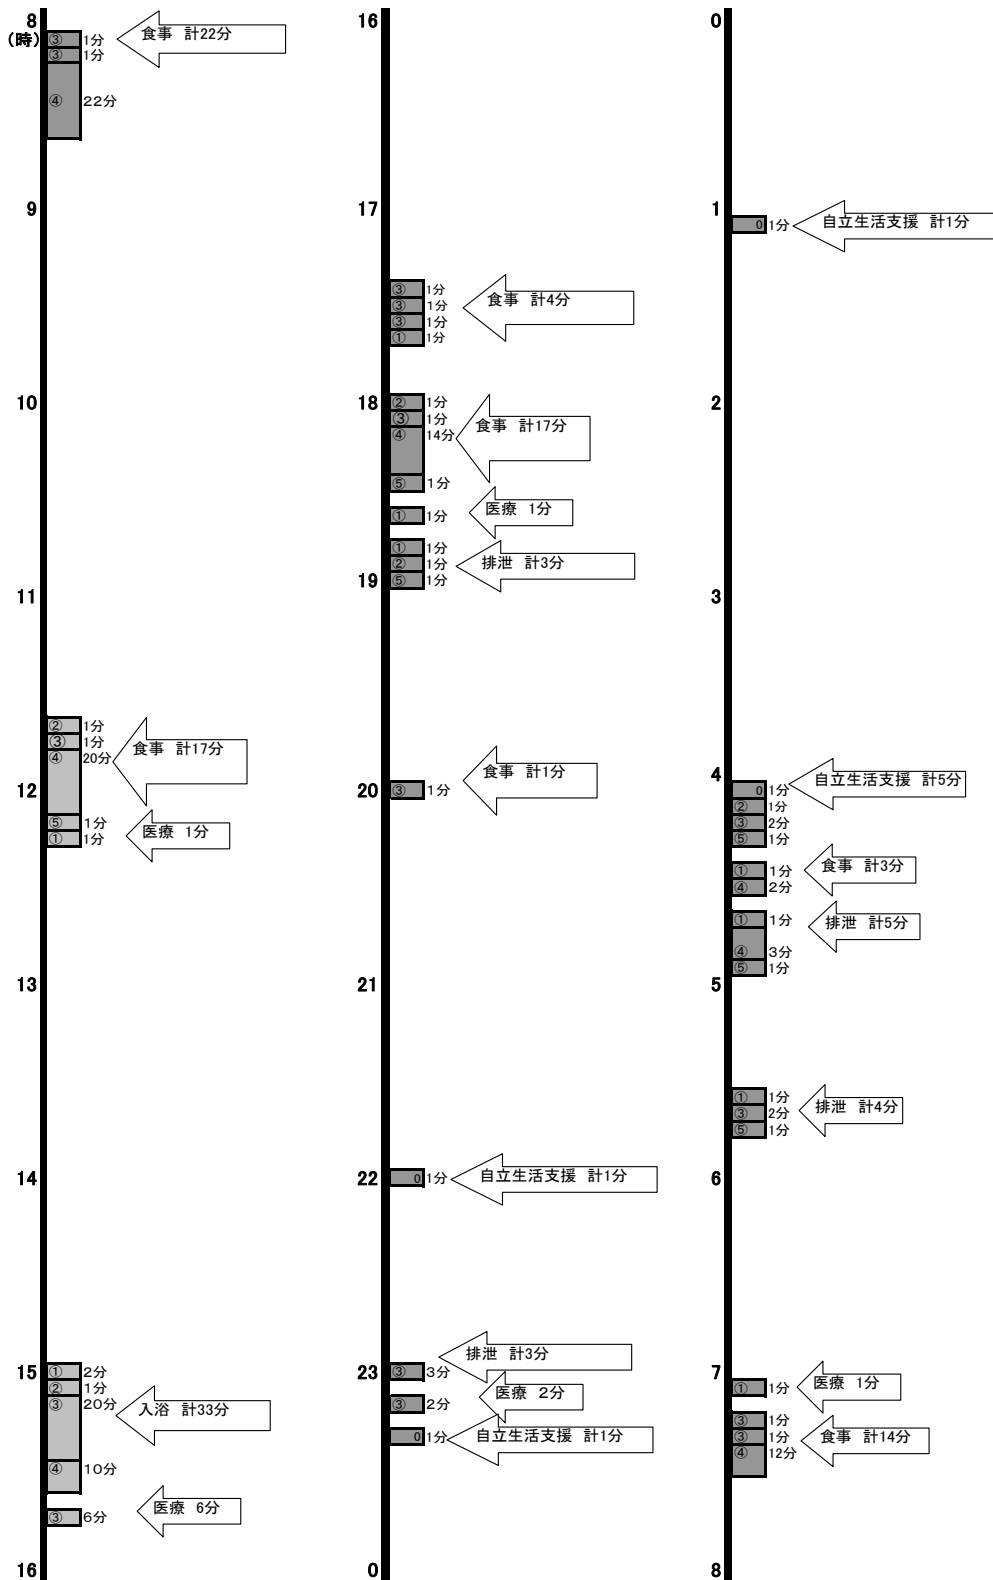 8
(時)
③ 1分
食事 計22分
③ 1分
④ 22分
9
10
11
② 1分
③ 1分
食事 計17分
④ 20分
12
⑤ 1分
① 1分
医療 1分
13
14
15
① 2分
② 1分
③ 20分
入浴 計33分
④ 10分
③ 6分
医療 6分
16
16
17
③ 1分
③ 1分
食事 計4分
③ 1分
① 1分
18
② 1分
③ 1分
食事 計17分
④ 14分
⑤ 1分
① 1分
医療 1分
① 1分
② 1分
排泄 計3分
19
⑤ 1分
食事 計1分
20
③ 1分
21
22
0 1分
自立生活支援 計1分
排泄 計3分
23
③ 3分
③ 2分
医療 2分
0 1分
自立生活支援 計1分
0
0
1
0 1分
自立生活支援 計1分
2
3
4
0 1分
自立生活支援 計5分
② 1分
③ 2分
⑤ 1分
① 1分
食事 計3分
④ 2分
① 1分
排泄 計5分
④ 3分
⑤ 1分
5
① 1分
③ 2分
排泄 計4分
⑤ 1分
6
7
① 1分
医療 1分
③ 1分
③ 1分
食事 計14分
④ 12分
8